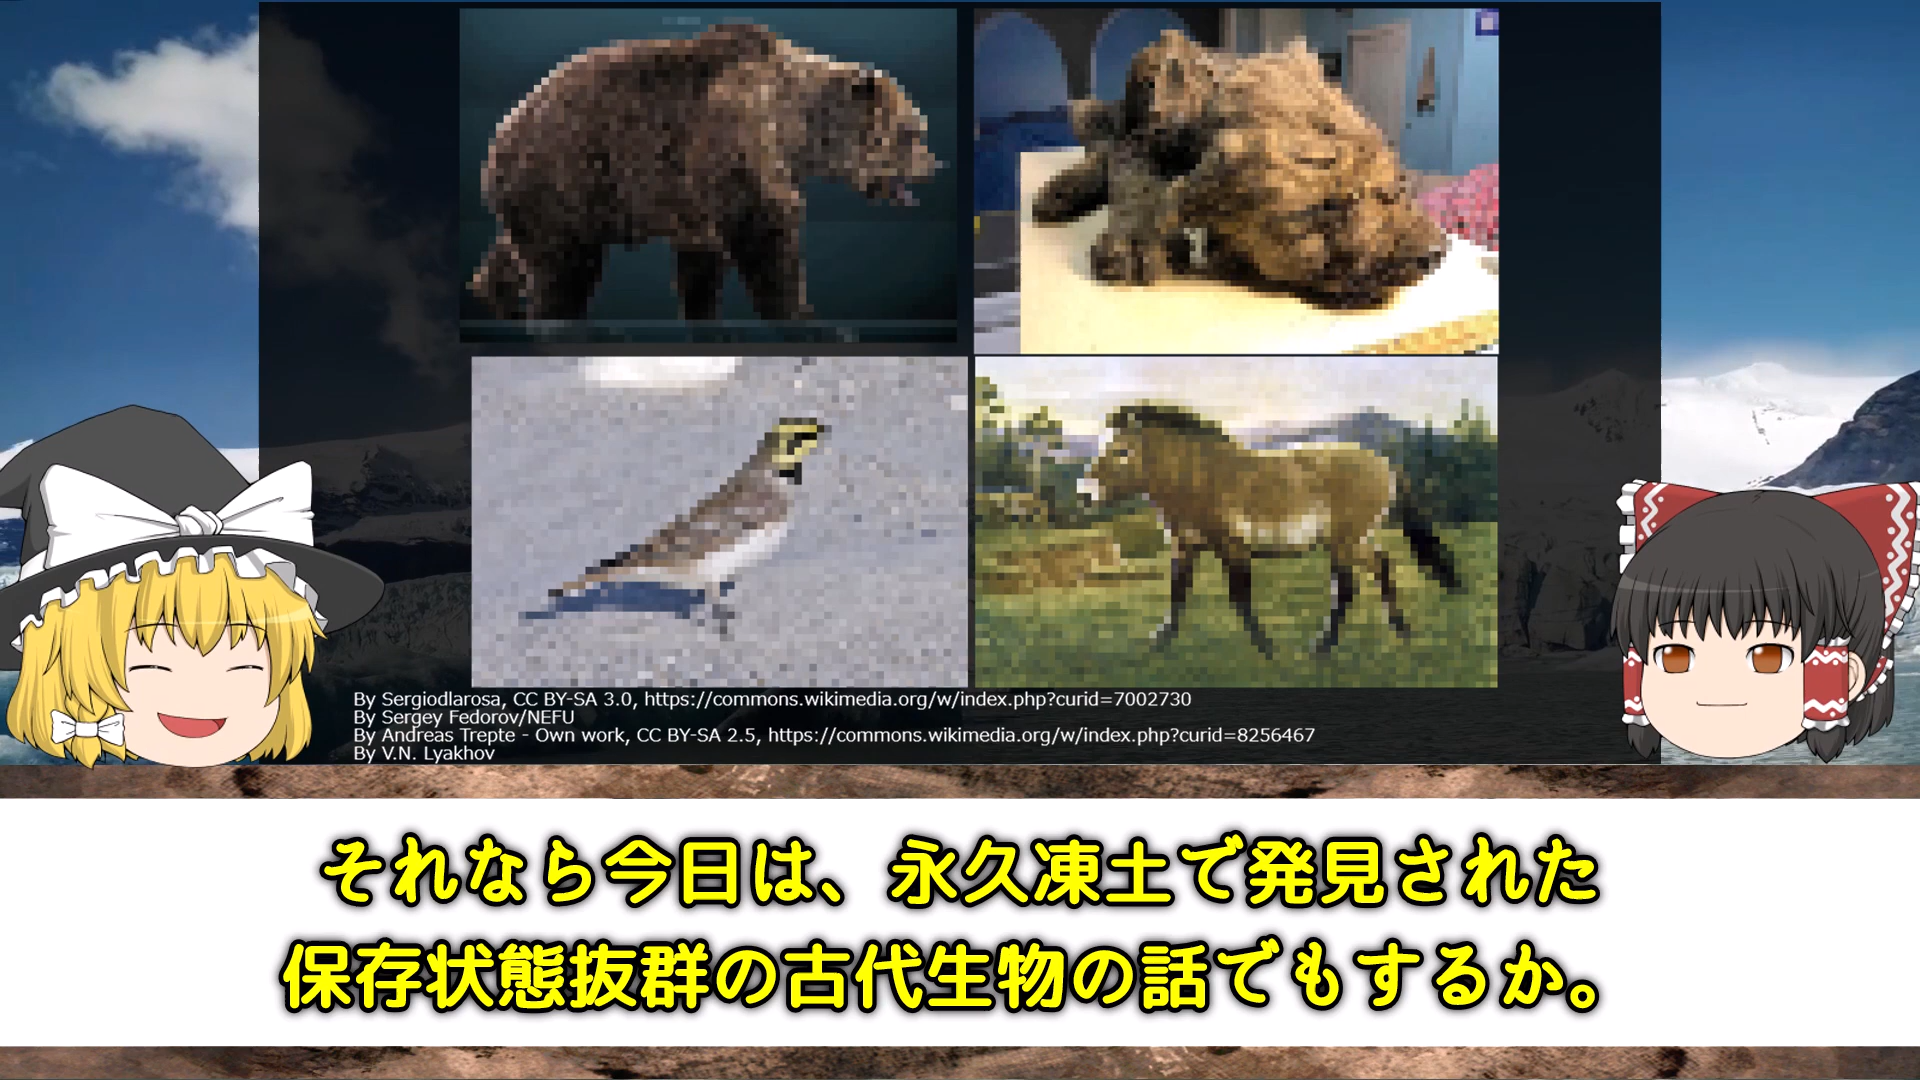 By Sergiodlarosa, CC BY-SA 3.0, https://commons.wikimedia.org/w/index.php?curid=7002730
By Sergey Fedorov/NEFU
By Andreas Trepte - Own work, CC BY-SA 2.5, https://commons.wikimedia.org/w/index.php?curid=8256467
By V.N. Lyakhov
それなら今日は、永久凍土で発見された
保存状態抜群の古代生物の話でもするか。